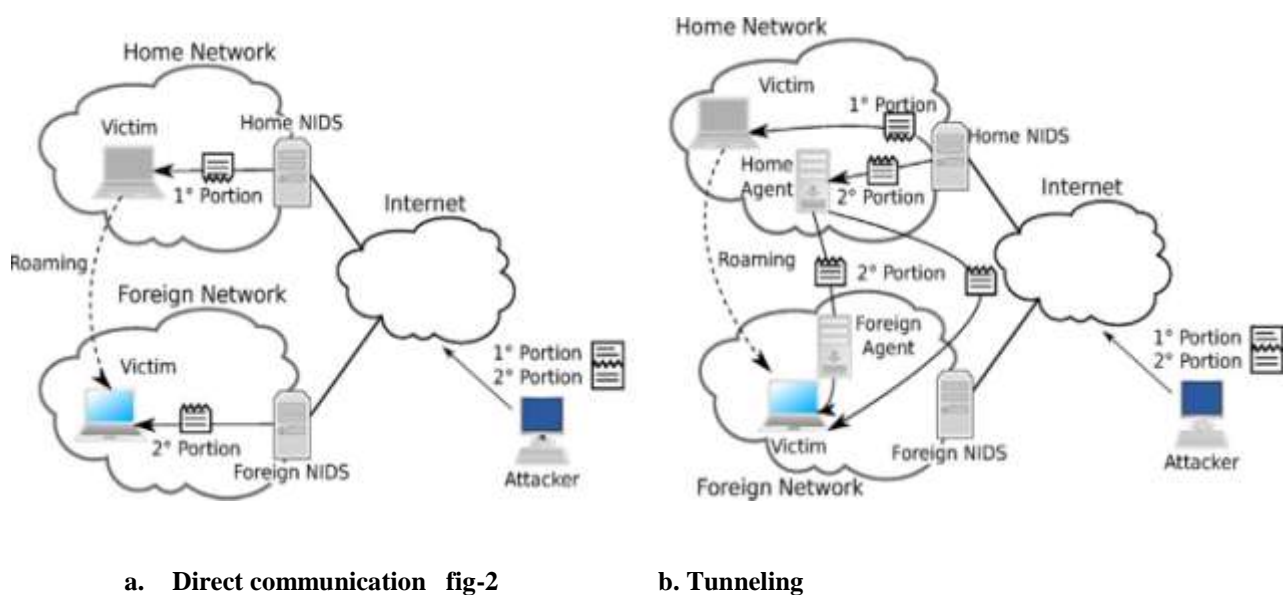 Home Network
Victim
Home NIDS
1° Portion
Internet
Roaming
Foreign Network
Victim
1° Portion
2° Portion
2° Portion
Foreign NIDS
Attacker
Home Network
Victim
1° Portion
Home NIDS
Home
Agent
2° Portion
Internet
Roaming
2° Portion
Foreign
Agent
1° Portion
2° Portion
Victim
Foreign NIDS
Attacker
Foreign Network
a. Direct communication fig-2 b. Tunneling